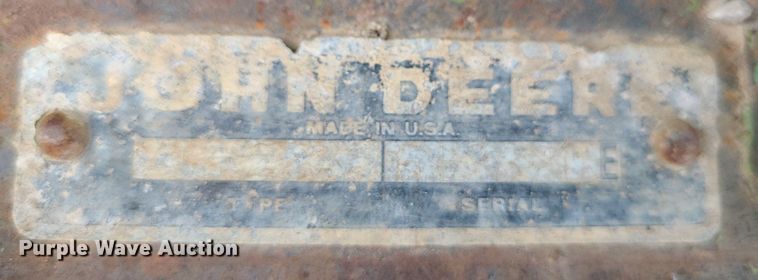 JOHN DEERE
MADE IN U.S.A.
E
TYPE SERIAL
Purple Wave Auction